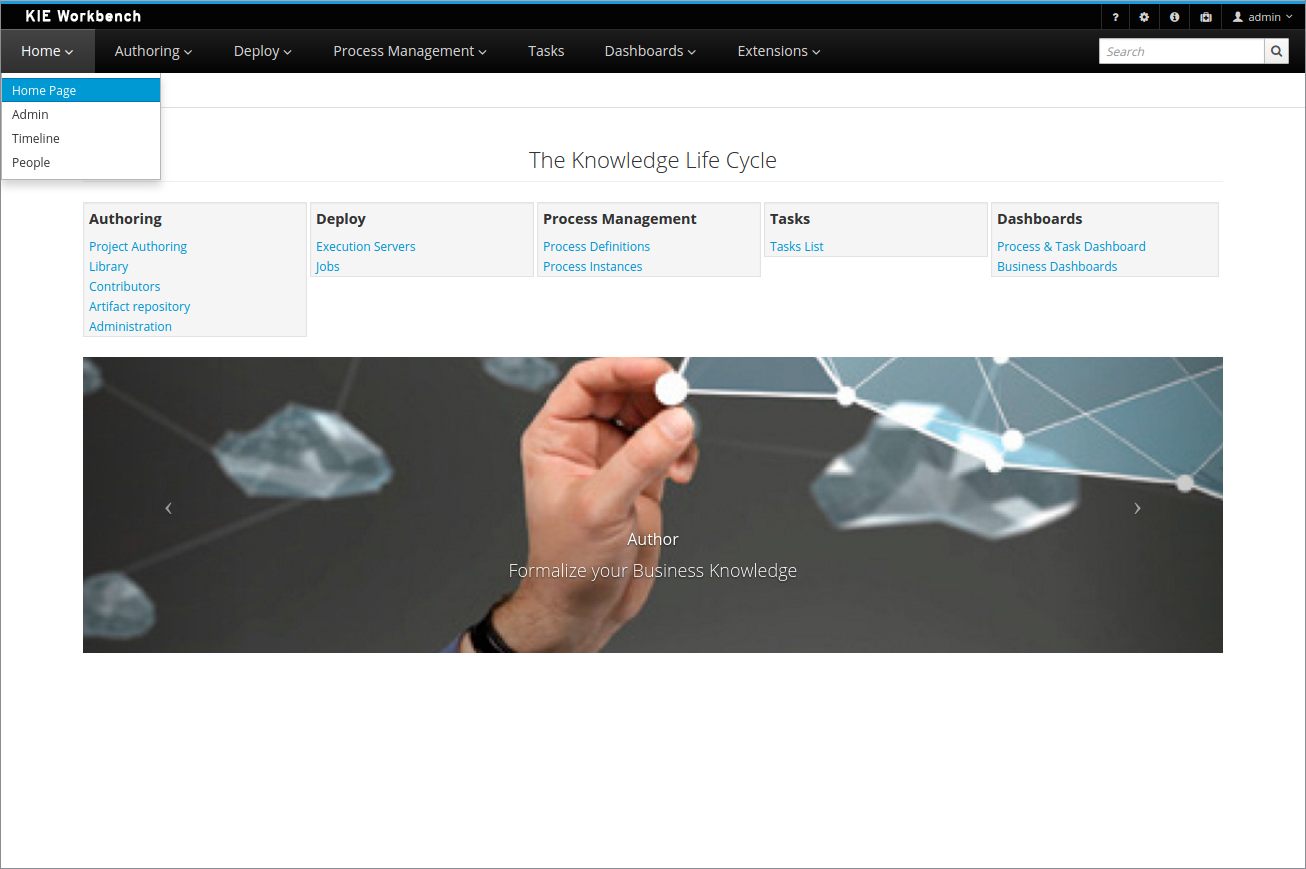 KIE Workbench
? admin
Home Authoring Deploy Process Management Tasks Dashboards Extensions Search
Home Page
Admin
Timeline
People
The Knowledge Life Cycle
Authoring
Project Authoring
Library
Contributors
Artifact repository
Administration
Deploy
Execution Servers
Jobs
Process Management
Process Definitions
Process Instances
Tasks
Tasks List
Dashboards
Process & Task Dashboard
Business Dashboards
Author
Formalize your Business Knowledge